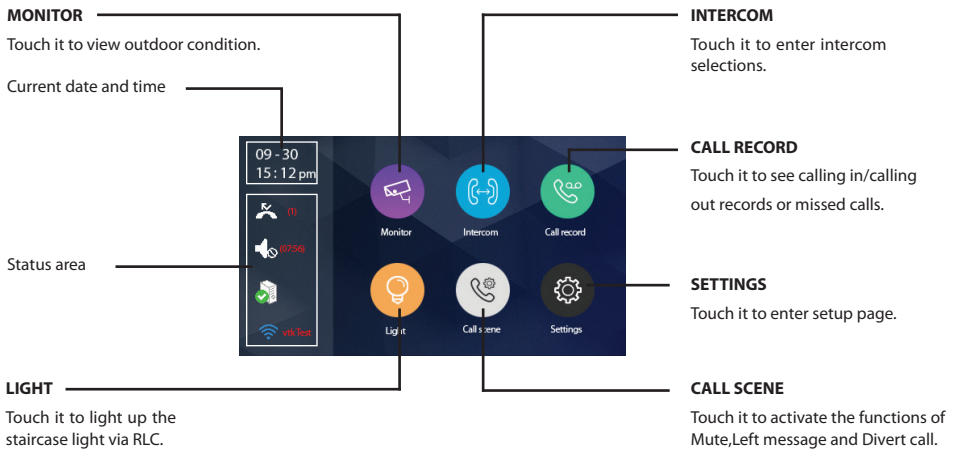 MONITOR
Touch it to view outdoor condition.
Current date and time
Status area
LIGHT
Touch it to light up the
staircase light via RLC.
09 - 30
15 : 12 pm
(1)
(07:56)
vtkTest
Monitor
Intercom
Call record
Light
Call scene
Settings
INTERCOM
Touch it to enter intercom
selections.
CALL RECORD
Touch it to see calling in/calling
out records or missed calls.
SETTINGS
Touch it to enter setup page.
CALL SCENE
Touch it to activate the functions of
Mute,Left message and Divert call.